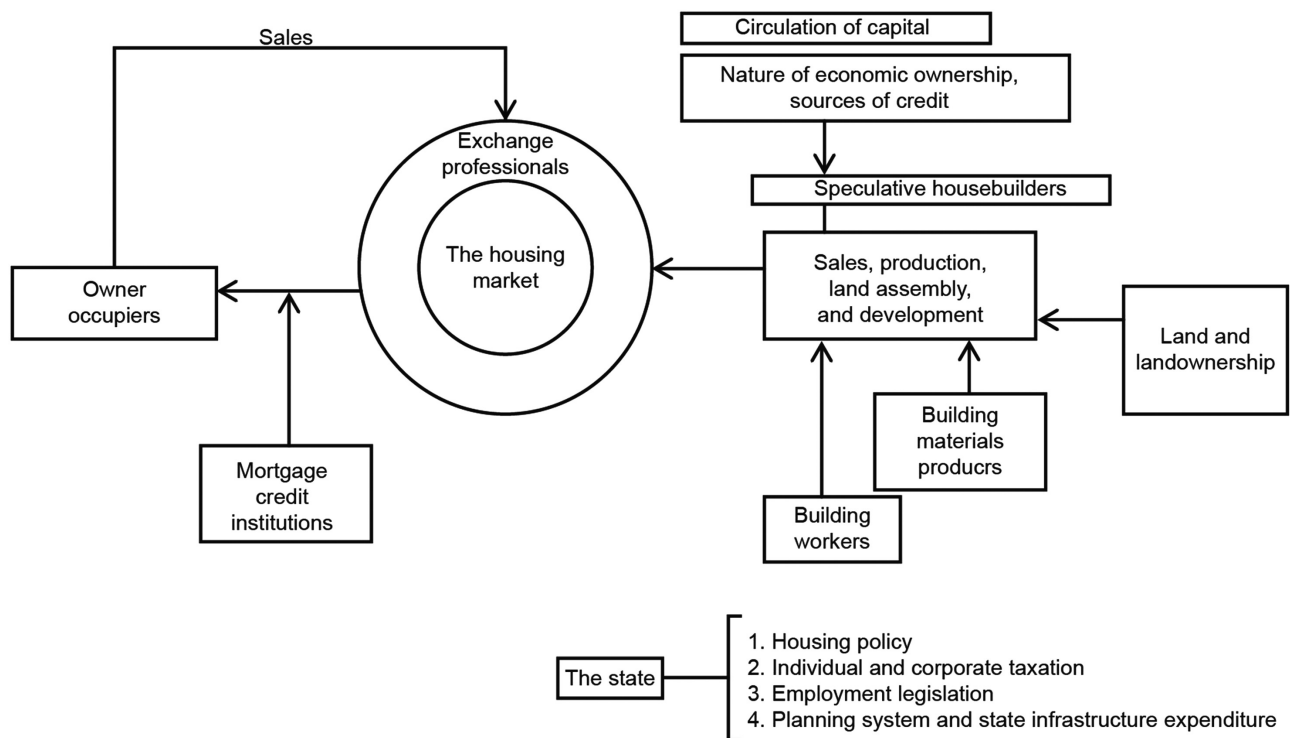 Sales
Circulation of capital
Nature of economic ownership,
sources of credit
Exchange
professionals
Speculative housebuilders
The housing
market
Sales, production,
land assembly,
and development
Owner
occupiers
Land and
landownership
Building
materials
producrs
Mortgage
credit
institutions
Building
workers
The state
1. Housing policy
2. Individual and corporate taxation
3. Employment legislation
4. Planning system and state infrastructure expenditure